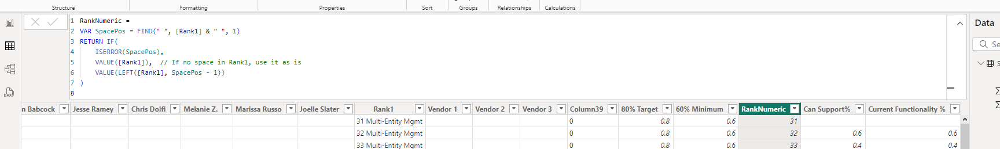 Structure Formatting Properties Sort Groups Relationships Calculations
1 RankNumeric =
2 VAR SpacePos = FIND(" ", [Rank1] & " ", 1)
3 RETURN IF(
4 ISERROR(SpacePos),
5 VALUE([Rank1]), // If no space in Rank1, use it as is
6 VALUE(LEFT([Rank1], SpacePos - 1))
7 )
8
Data
Se
DAX
n Babcock Jesse Ramey Chris Dolfi Melanie Z. Marissa Russo Joelle Slater Rank1 Vendor 1 Vendor 2 Vendor 3 Column39 80% Target 60% Minimum RankNumeric Can Support% Current Functionality %
31 Multi-Entity Mgmt 0 0.8 0.6 31
32 Multi-Entity Mgmt 0 0.8 0.6 32 0.6 0.6
33 Multi-Entity Mgmt 0 0.8 0.6 33 0.4 0.4